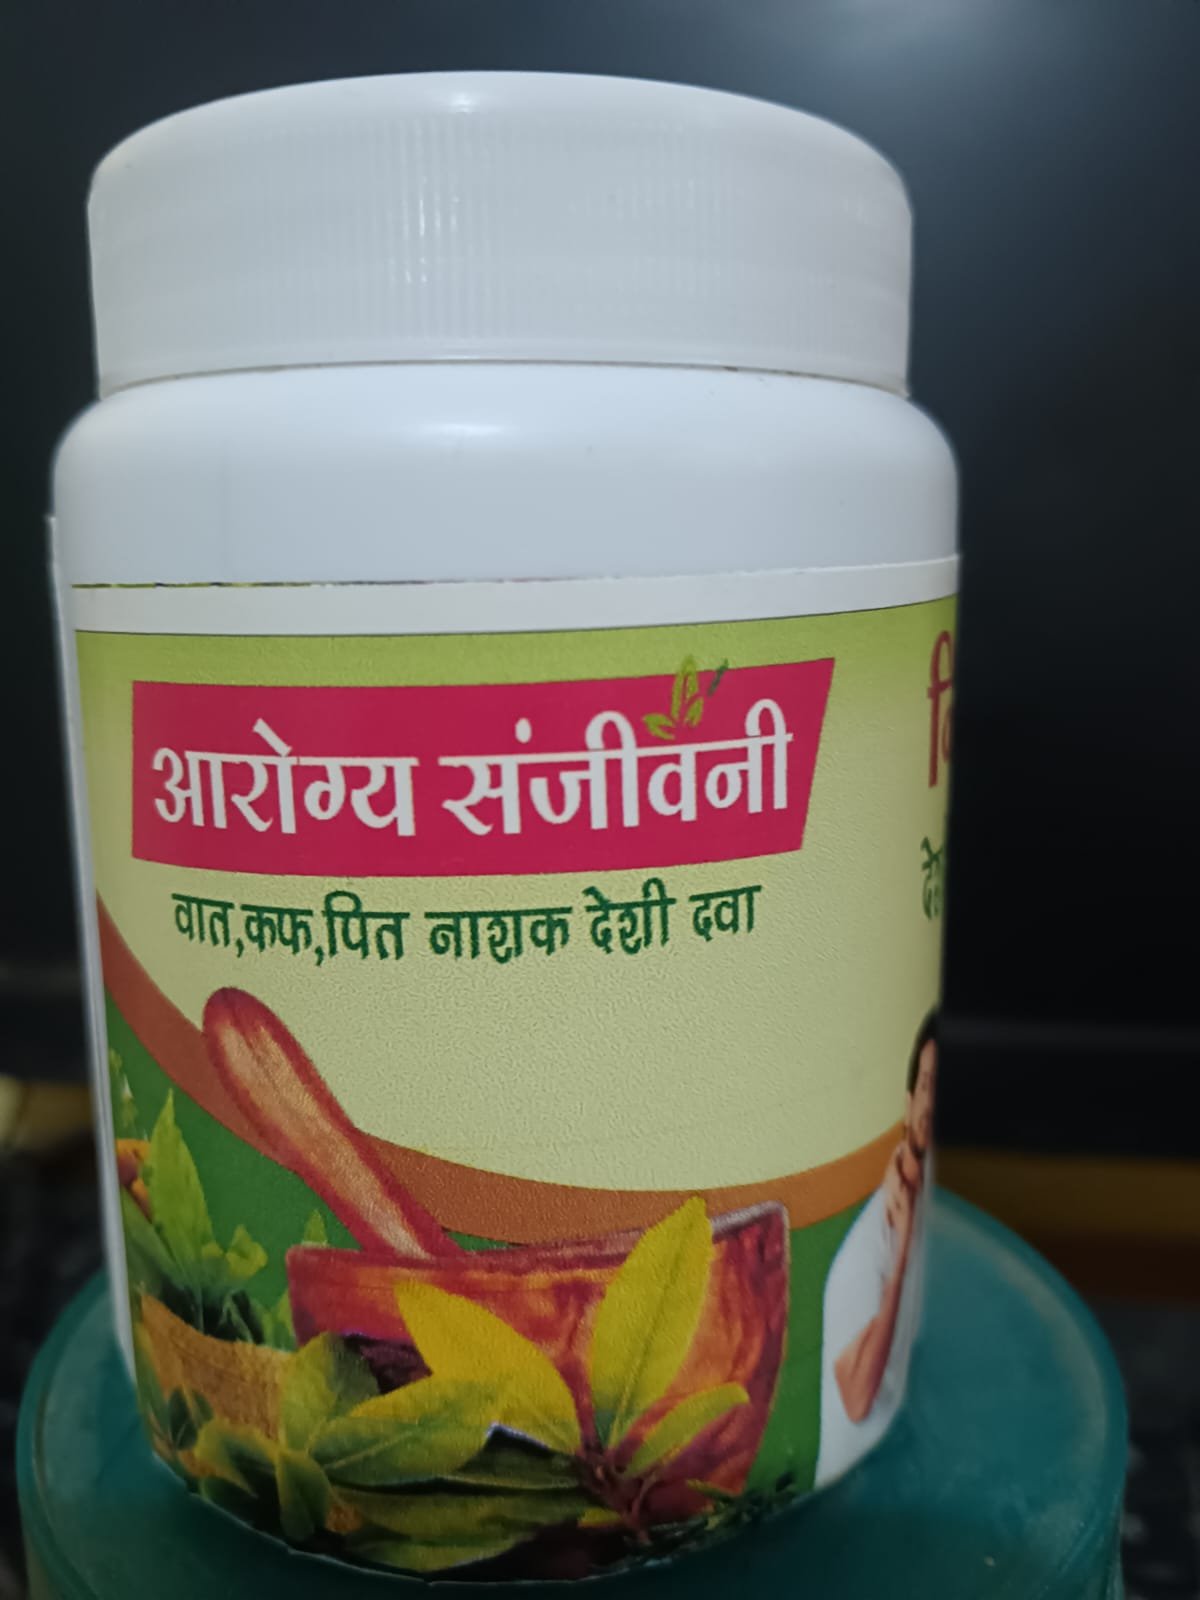 आरोग्य संजीवनी
वात,कफ,पित नाशक देशी दवा